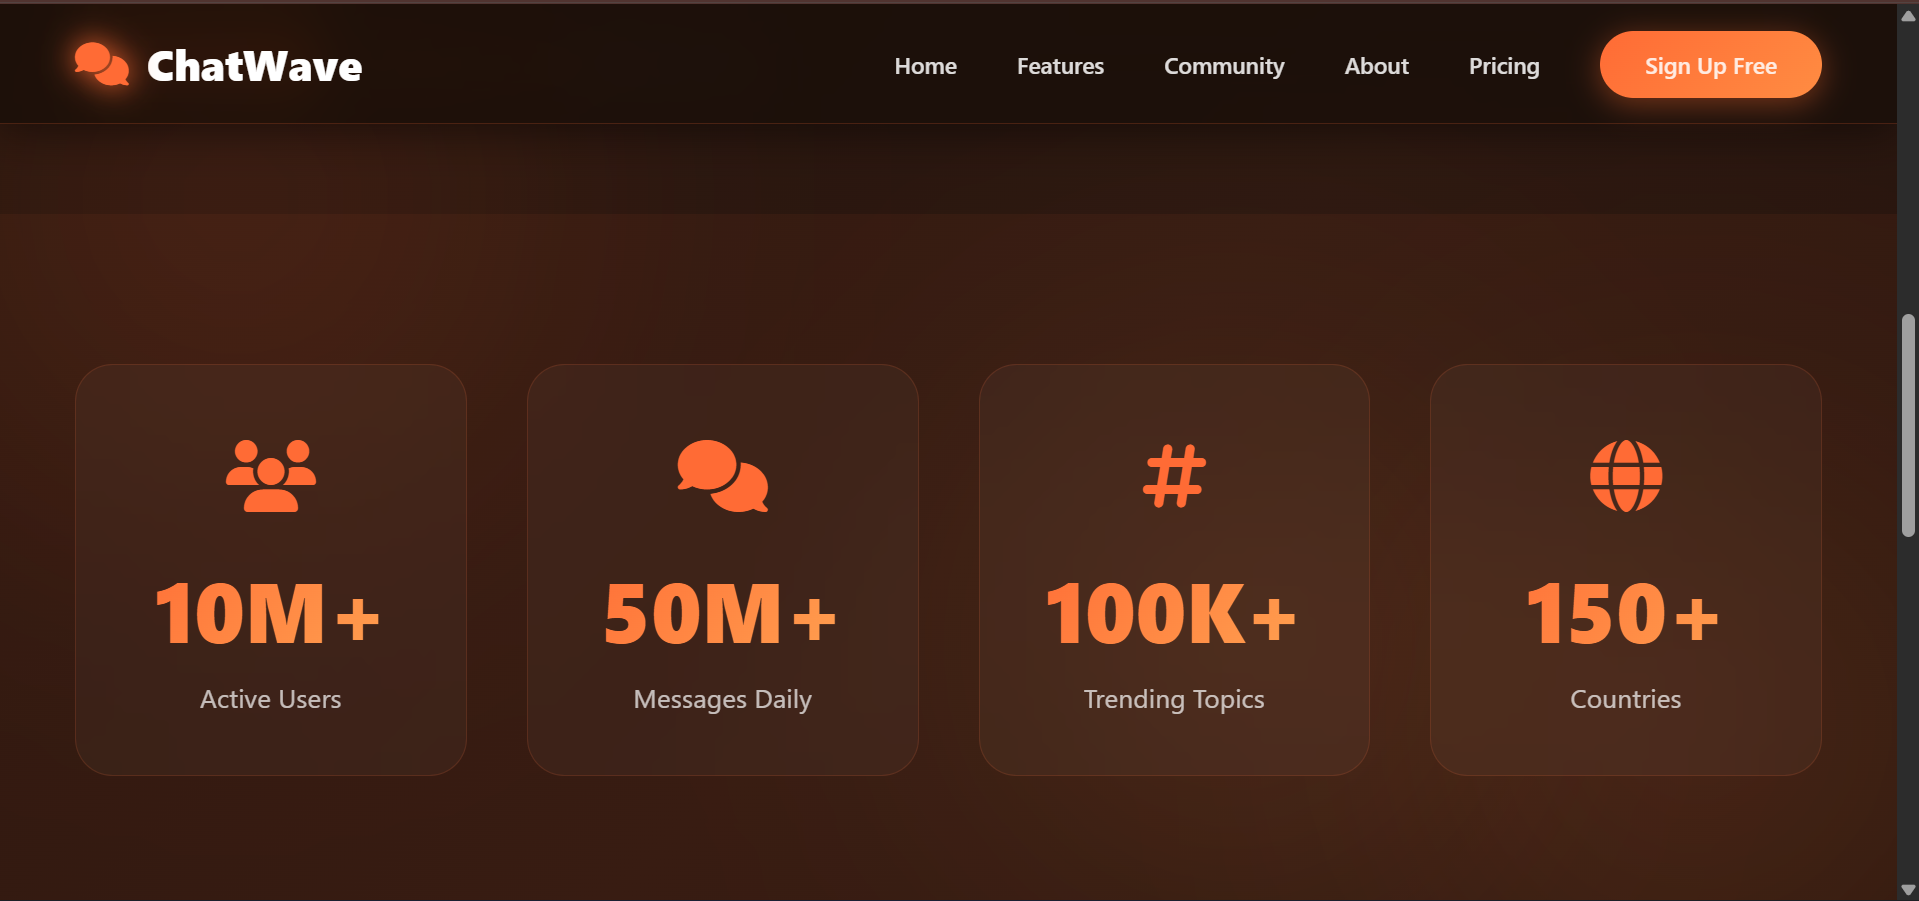 ChatWave
Home
Features
Community
About
Pricing
Sign Up Free
10M+
Active Users
50M+
Messages Daily
100K+
Trending Topics
150+
Countries